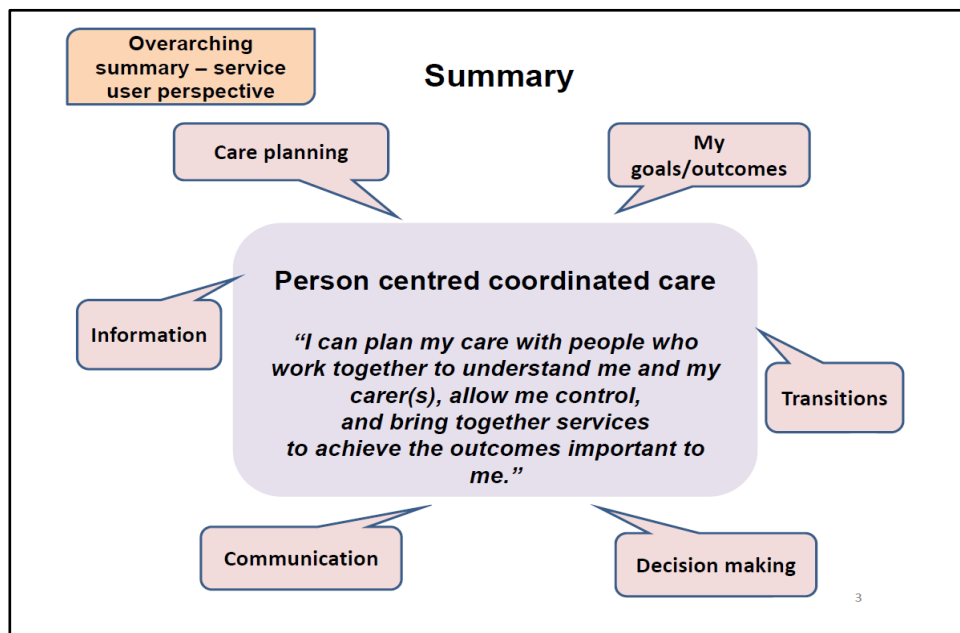 Overarching
summary – service
user perspective
Summary
Care planning
My
goals/outcomes
Person centred coordinated care
Information
“I can plan my care with people who
work together to understand me and my
carer(s), allow me control,
and bring together services
to achieve the outcomes important to
me.”
Transitions
Communication
Decision making
3